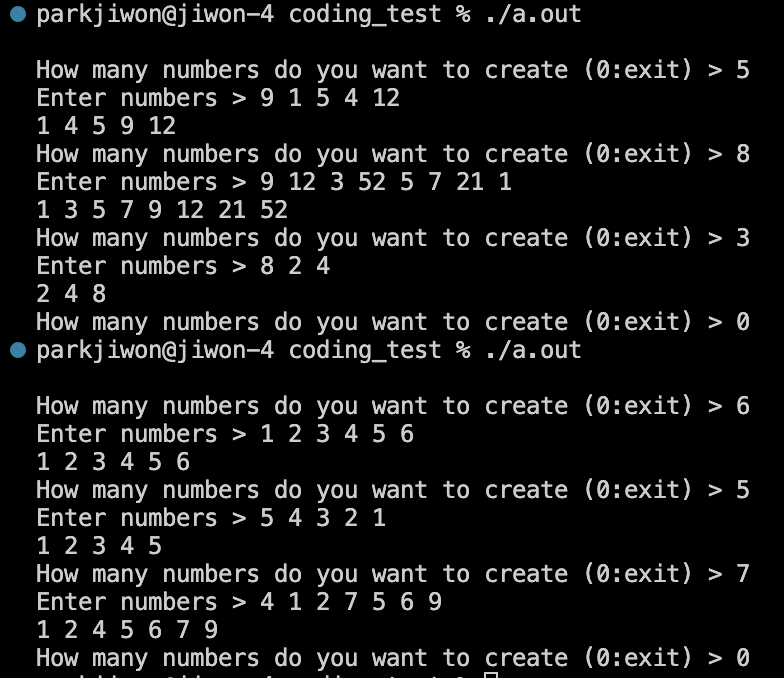 parkjiwon@jiwon-4 coding_test % ./a.out
How many numbers do you want to create (0:exit) > 5
Enter numbers > 9 1 5 4 12
1 4 5 9 12
How many numbers do you want to create (0:exit) > 8
Enter numbers > 9 12 3 52 5 7 21 1
1 3 5 7 9 12 21 52
How many numbers do you want to create (0:exit) > 3
Enter numbers > 8 2 4
2 4 8
How many numbers do you want to create (0:exit) > 0
parkjiwon@jiwon-4 coding_test % ./a.out
How many numbers do you want to create (0:exit) > 6
Enter numbers > 1 2 3 4 5 6
1 2 3 4 5 6
How many numbers do you want to create (0:exit) > 5
Enter numbers > 5 4 3 2 1
1 2 3 4 5
How many numbers do you want to create (0:exit) > 7
Enter numbers > 4 1 2 7 5 6 9
1 2 4 5 6 7 9
How many numbers do you want to create (0:exit) > 0